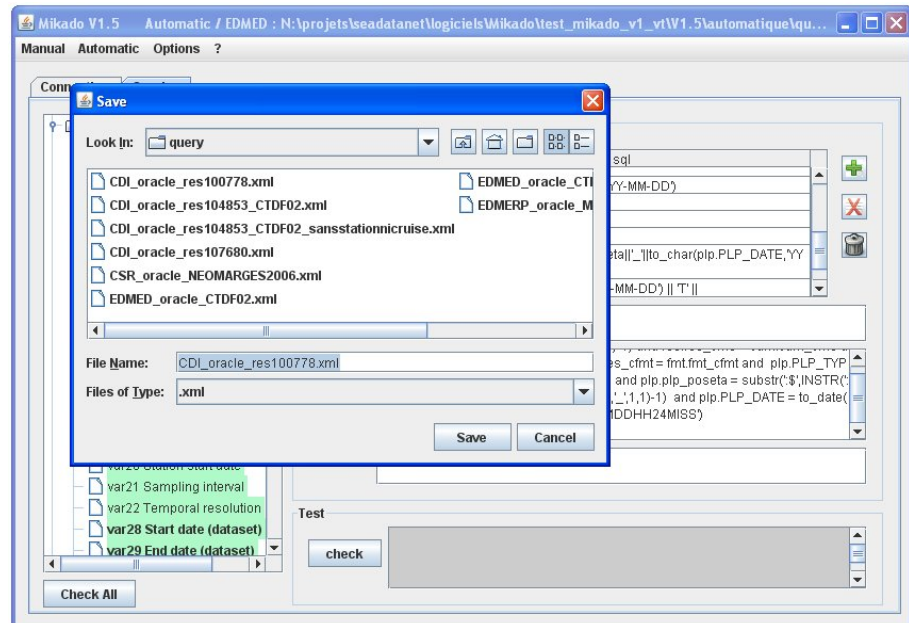 Mikado V1.5 Automatic / EDMED : N:\projets\seadatanet\logiciels\Mikado\test_mikado_v1_vt\V1.5\automatique\qu...
Manual Automatic Options ?
Save
Look In: query
sql
CDI_oracle_res100778.xml
CDI_oracle_res104853_CTDF02.xml
CDI_oracle_res104853_CTDF02_sansstationnicruise.xml
CDI_oracle_res107680.xml
CSR_oracle_NEOMARGES2006.xml
EDMED_oracle_CTDF02.xml
EDMED_oracle_CTI
EDMERP_oracle_M
YY-MM-DD')
eta||'_'||to_char(plp.PLP_DATE,'YY
-MM-DD') || 'T' ||
File Name: CDI_oracle_res100778.xml
Files of Type: .xml
Save Cancel
es_cfmt = fmt.fmt_cfmt and plp.PLP_TYP
and plp.plp_poseta = substr(':$',INSTR(':
,'_',1,1)-1) and plp.PLP_DATE = to_date(
MDDHH24MISS')
var21 Sampling interval
var22 Temporal resolution
var28 Start date (dataset)
var29 End date (dataset)
Test
check
Check All